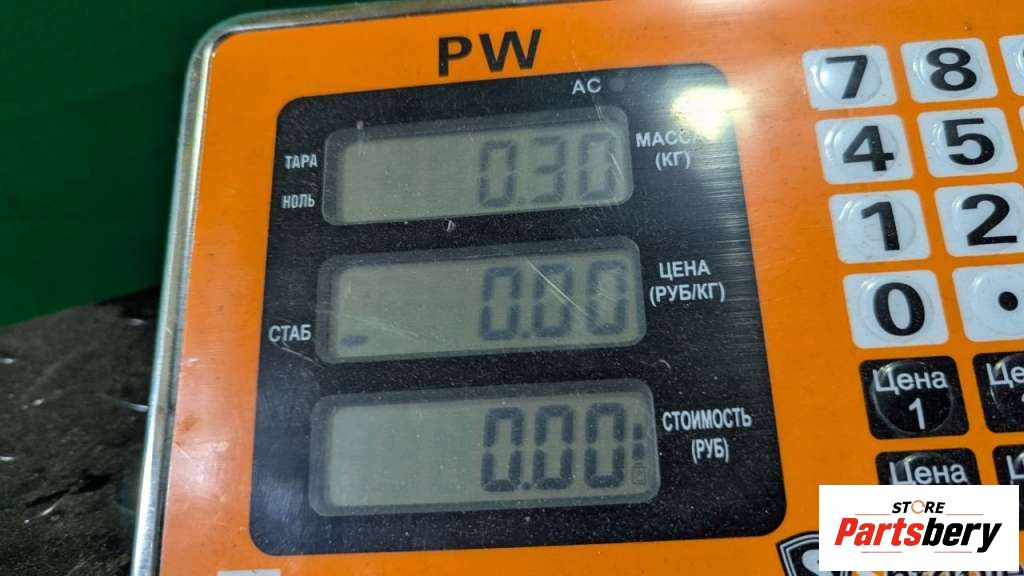 PW
AC
ТАРА
НОЛЬ
0.30
МАССА
(КГ)
СТАБ
0.00
ЦЕНА
(РУБ/КГ)
0.00
СТОИМОСТЬ
(РУБ)
7 8
4 5
1 2
0 .
Цена
1
Цена
STORE
Partsbery